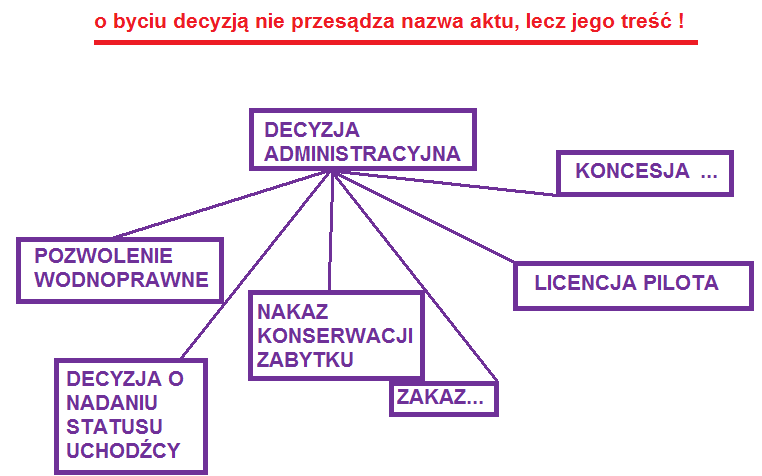 o byciu decyzją nie przesądza nazwa aktu, lecz jego treść !
DECYZJA
ADMINISTRACYJNA
KONCESJA ...
POZWOLENIE
WODNOPRAWNE
LICENCJA PILOTA
NAKAZ
KONSERWACJI
ZABYTKU
DECYZJA O
NADANIU
STATUSU
UCHODŹCY
ZAKAZ...